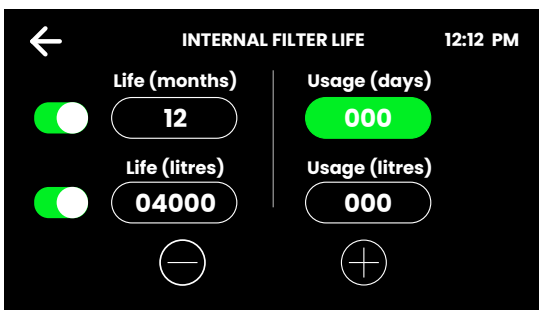 INTERNAL FILTER LIFE 12:12 PM
Life (months) Usage (days)
12 000
Life (litres) Usage (litres)
04000 000